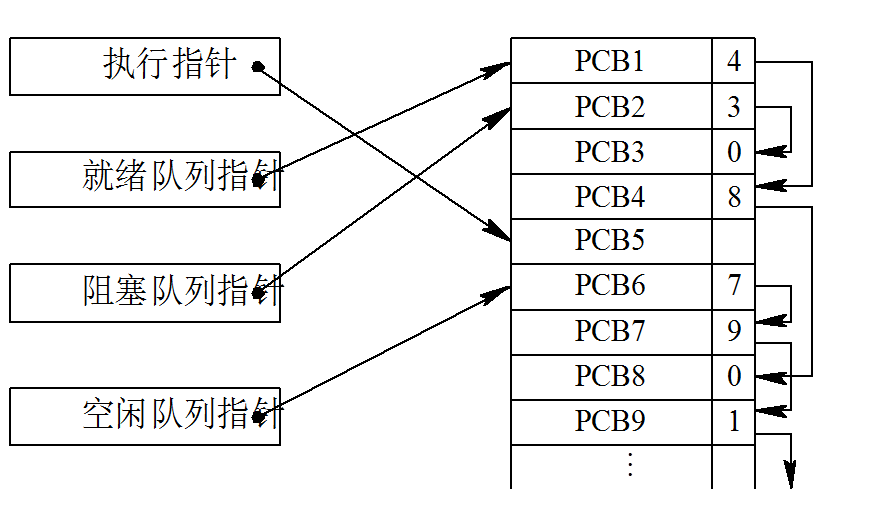 执行指针
就绪队列指针
阻塞队列指针
空闲队列指针
PCB1 4
PCB2 3
PCB3 0
PCB4 8
PCB5
PCB6 7
PCB7 9
PCB8 0
PCB9 1
⋮